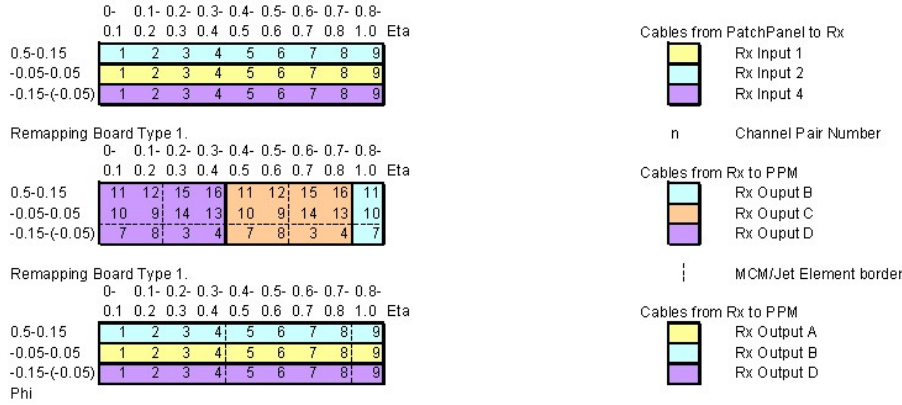 0- 0.1- 0.2- 0.3- 0.4- 0.5- 0.6- 0.7- 0.8-
0.1 0.2 0.3 0.4 0.5 0.6 0.7 0.8 1.0 Eta
Cables from PatchPanel to Rx
0.5-0.15 1 2 3 4 5 6 7 8 9
Rx Input 1
-0.05-0.05 1 2 3 4 5 6 7 8 9
Rx Input 2
-0.15-(-0.05) 1 2 3 4 5 6 7 8 9
Rx Input 4
Remapping Board Type 1.
n Channel Pair Number
0- 0.1- 0.2- 0.3- 0.4- 0.5- 0.6- 0.7- 0.8-
0.1 0.2 0.3 0.4 0.5 0.6 0.7 0.8 1.0 Eta
Cables from Rx to PPM
0.5-0.15 11 12 15 16 11 12 15 16 11
Rx Ouput B
-0.05-0.05 10 9 14 13 10 9 14 13 10
Rx Ouput C
-0.15-(-0.05) 7 8 3 4 7 8 3 4 7
Rx Ouput D
Remapping Board Type 1.
MCM/Jet Element border
0- 0.1- 0.2- 0.3- 0.4- 0.5- 0.6- 0.7- 0.8-
0.1 0.2 0.3 0.4 0.5 0.6 0.7 0.8 1.0 Eta
Cables from Rx to PPM
0.5-0.15 1 2 3 4 5 6 7 8 9
Rx Output A
-0.05-0.05 1 2 3 4 5 6 7 8 9
Rx Output B
-0.15-(-0.05) 1 2 3 4 5 6 7 8 9
Rx Output D
Phi